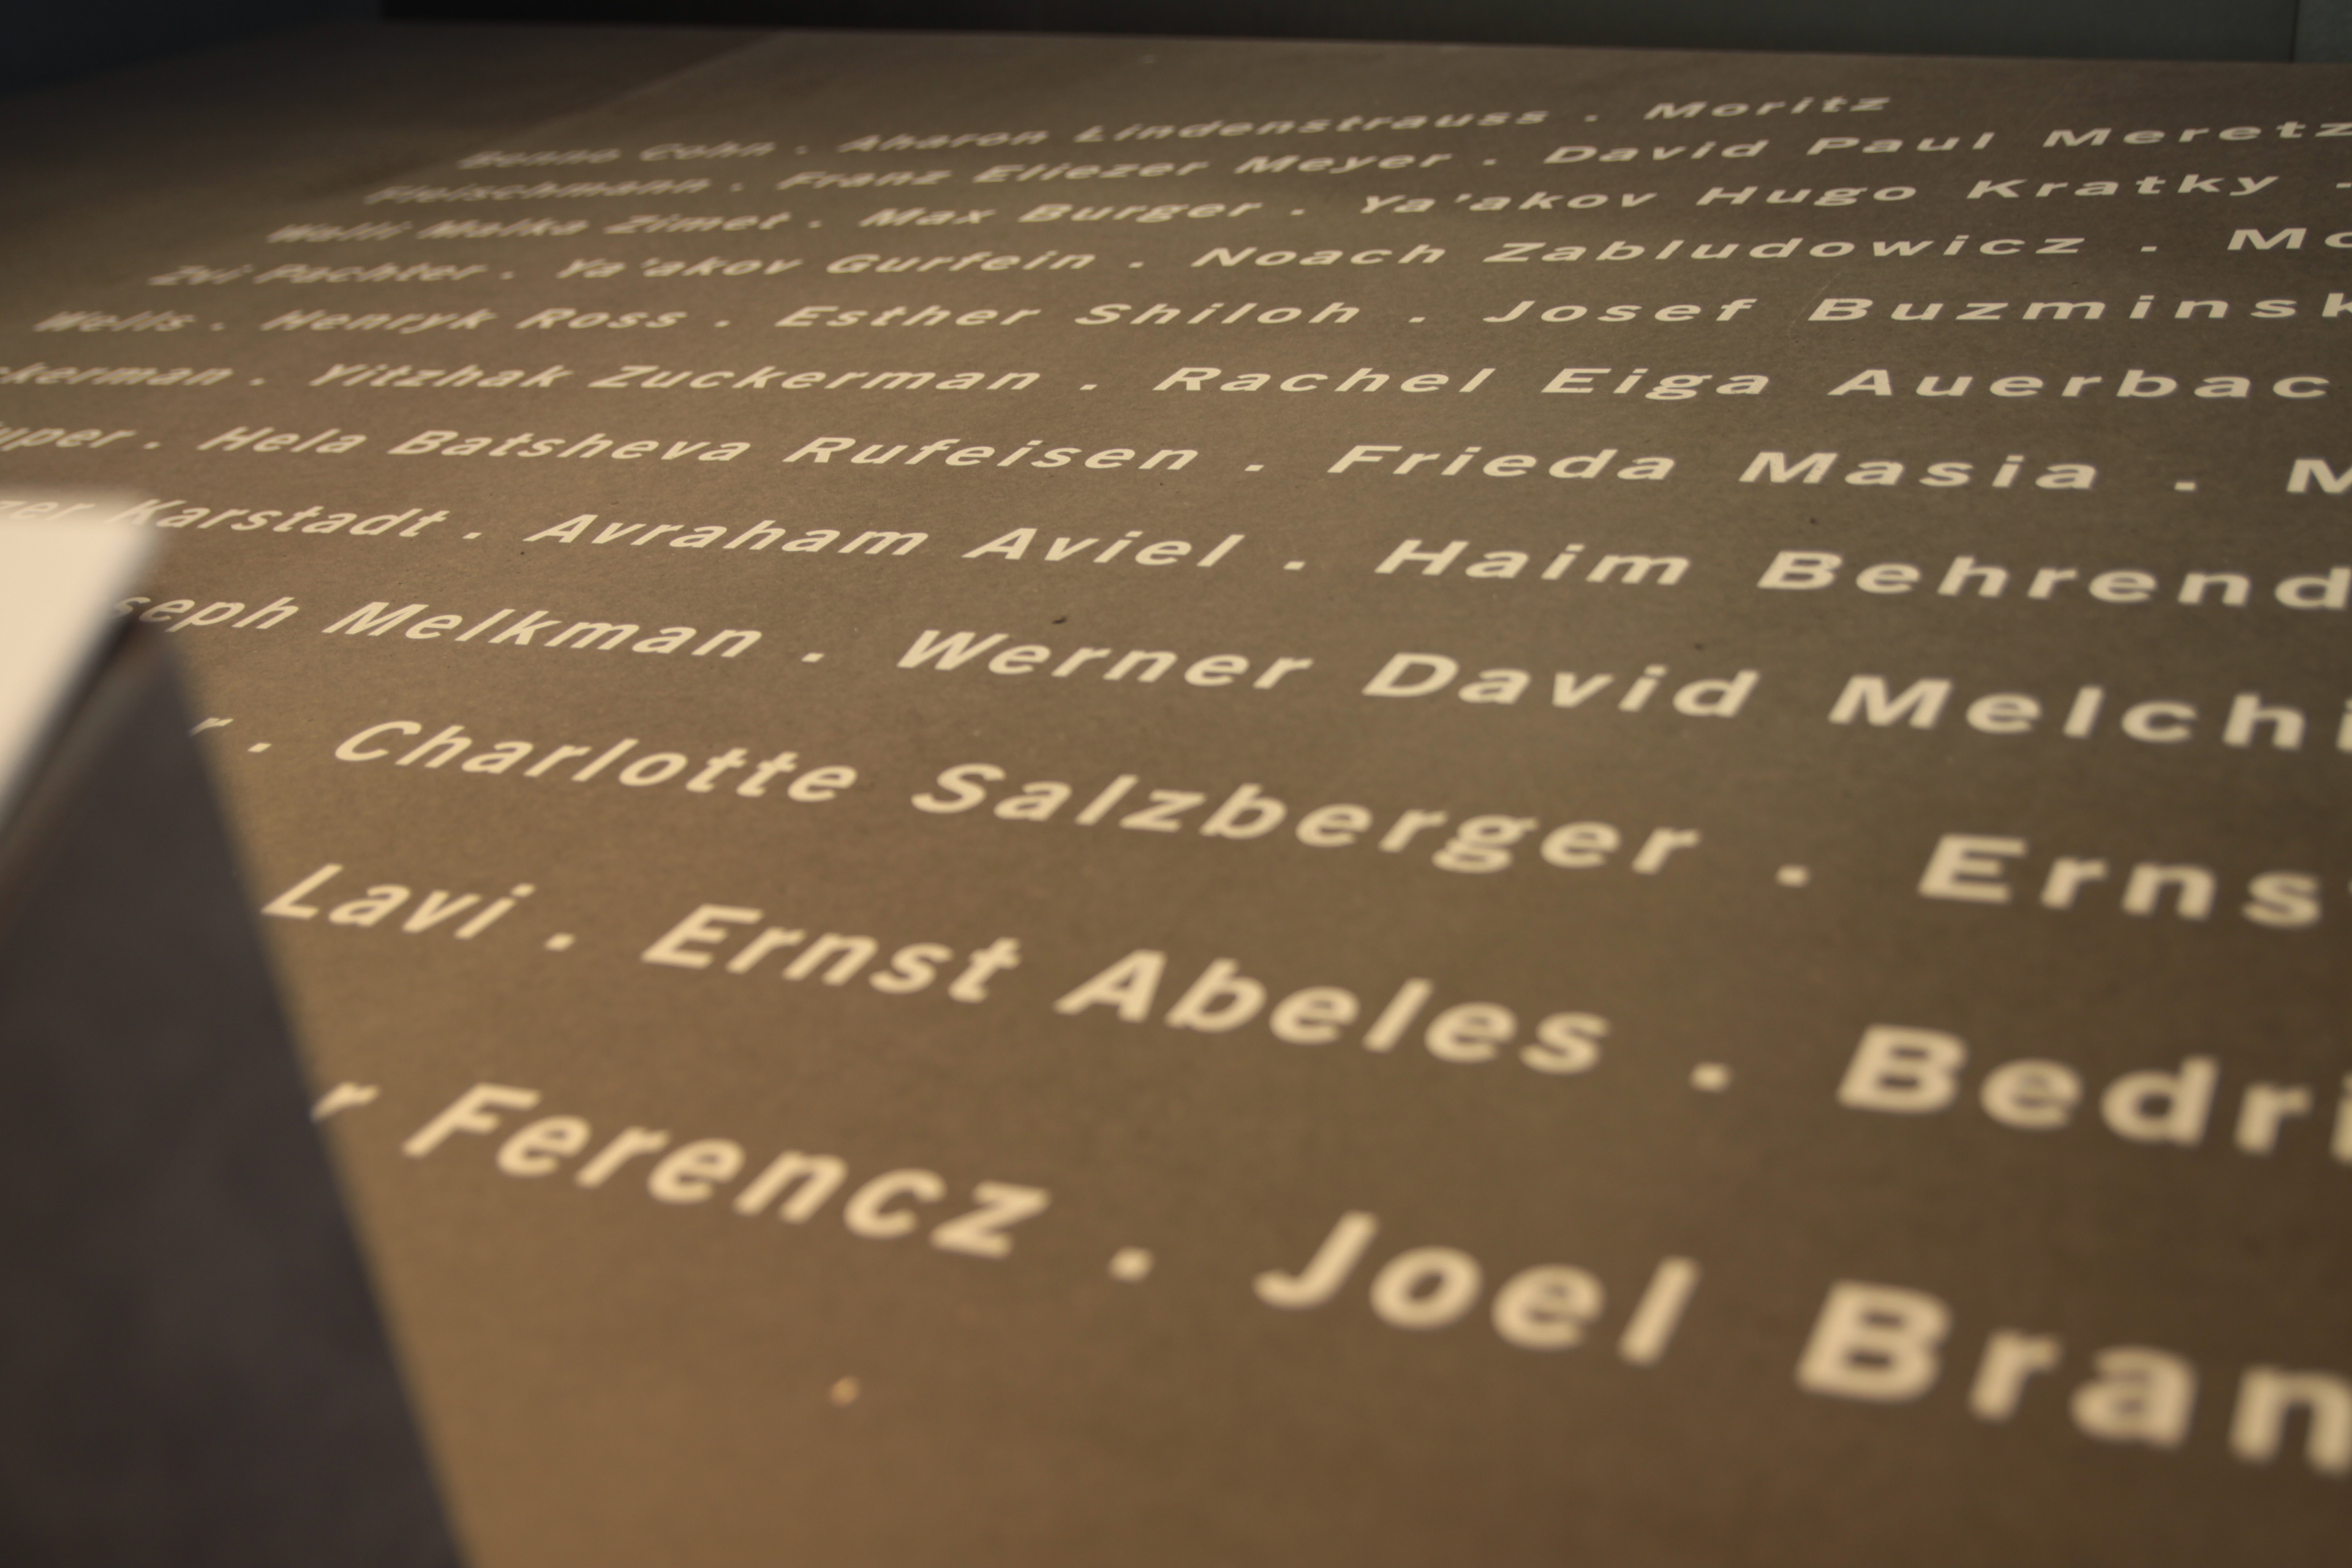 Benno Cohn . Aharon Lindenstrauss . Moritz
Fleischmann . Franz Eliezer Meyer . David Paul Meretz
Walli Malka Zimet . Max Burger . Ya'akov Hugo Kratky .
Zvi Pachter . Ya'akov Gurfein . Noach Zabludowicz . Mo
Wells . Henryk Ross . Esther Shiloh . Josef Buzminsk
ckerman . Yitzhak Zuckerman . Rachel Eiga Auerbac
uper . Hela Batsheva Rufeisen . Frieda Masia . M
zer Karstadt . Avraham Aviel . Haim Behrend
seph Melkman . Werner David Melchi
r . Charlotte Salzberger . Ernst
Lavi . Ernst Abeles . Bedri
r Ferencz . Joel Bran